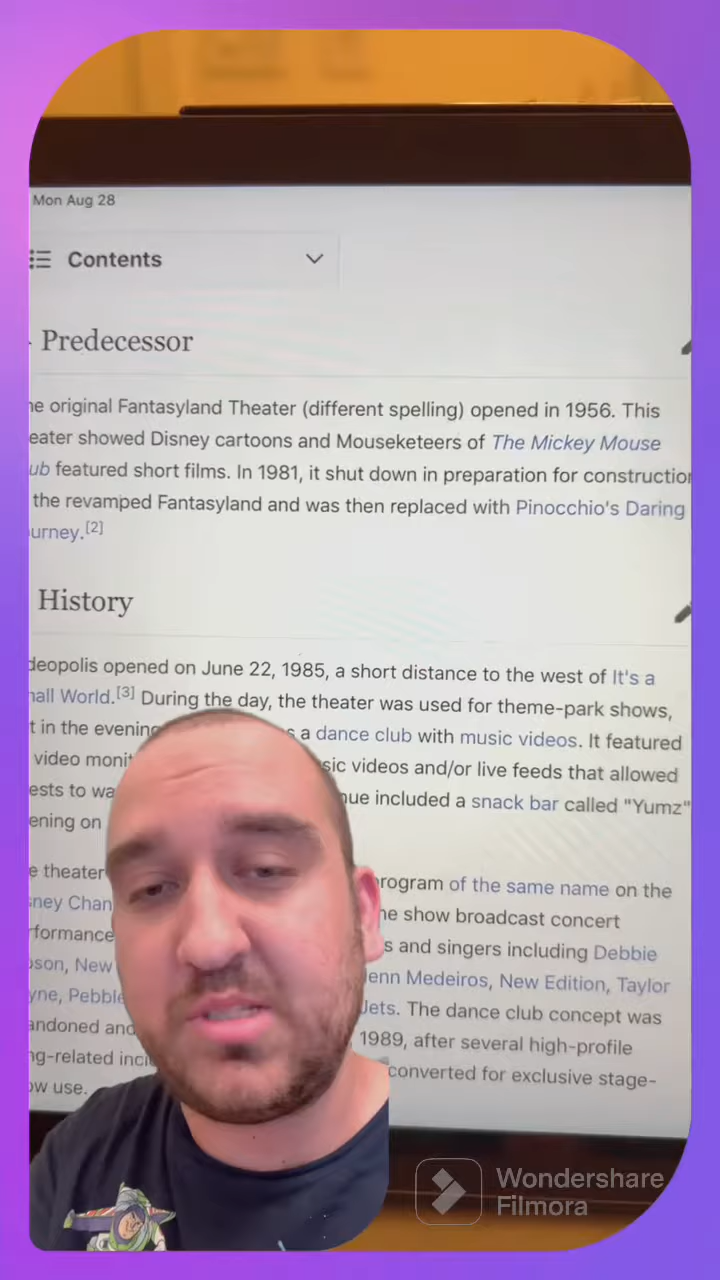 Mon Aug 28
Contents
Predecessor
he original Fantasyland Theater (different spelling) opened in 1956. This
eater showed Disney cartoons and Mouseketeers of The Mickey Mouse
ub featured short films. In 1981, it shut down in preparation for constructio
the revamped Fantasyland and was then replaced with Pinocchio's Daring
urney.[2]
History
deopolis opened on June 22, 1985, a short distance to the west of It's a
nall World.[3] During the day, the theater was used for theme-park shows,
t in the evening s a dance club with music videos. It featured
video monit sic videos and/or live feeds that allowed
ests to wa nue included a snack bar called "Yumz"
ening on
e theater rogram of the same name on the
sney Chan he show broadcast concert
rformance s and singers including Debbie
oson, New lenn Medeiros, New Edition, Taylor
yne, Pebble Jets. The dance club concept was
andoned and 1989, after several high-profile
ng-related inci converted for exclusive stage-
ow use.
Wondershare
Filmora